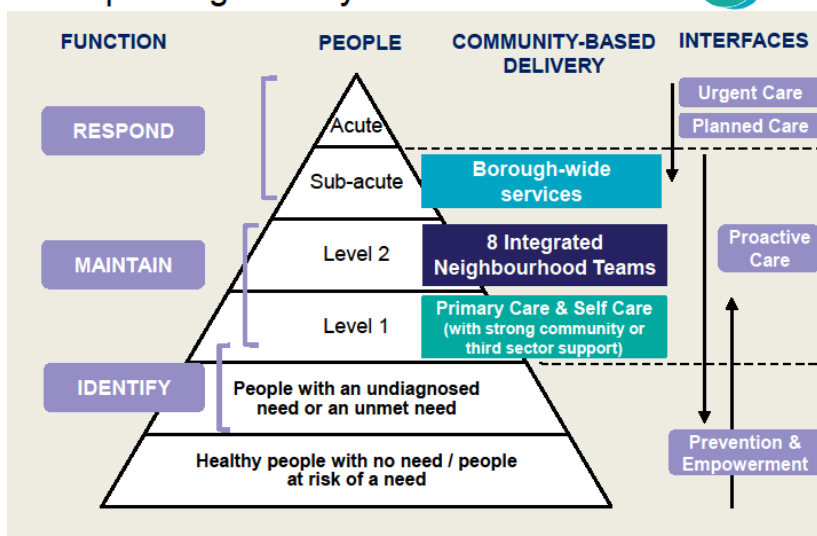 FUNCTION
PEOPLE
COMMUNITY-BASED
DELIVERY
INTERFACES
RESPOND
Acute
Sub-acute
Borough-wide
services
Urgent Care
Planned Care
MAINTAIN
Level 2
8 Integrated
Neighbourhood Teams
Proactive
Care
Level 1
Primary Care & Self Care
(with strong community or
third sector support)
IDENTIFY
People with an undiagnosed
need or an unmet need
Healthy people with no need / people
at risk of a need
Prevention &
Empowerment